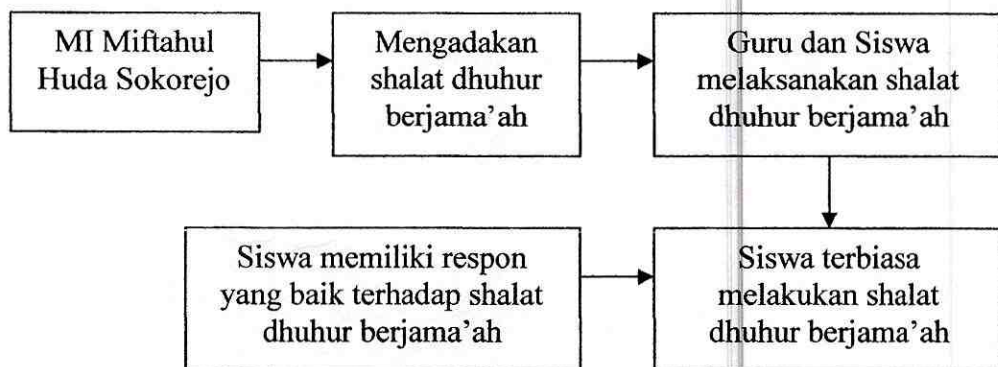 MI Miftahul
Huda Sokorejo
Mengadakan
shalat dhuhur
berjama’ah
Guru dan Siswa
melaksanakan shalat
dhuhur berjama’ah
Siswa memiliki respon
yang baik terhadap shalat
dhuhur berjama’ah
Siswa terbiasa
melakukan shalat
dhuhur berjama’ah